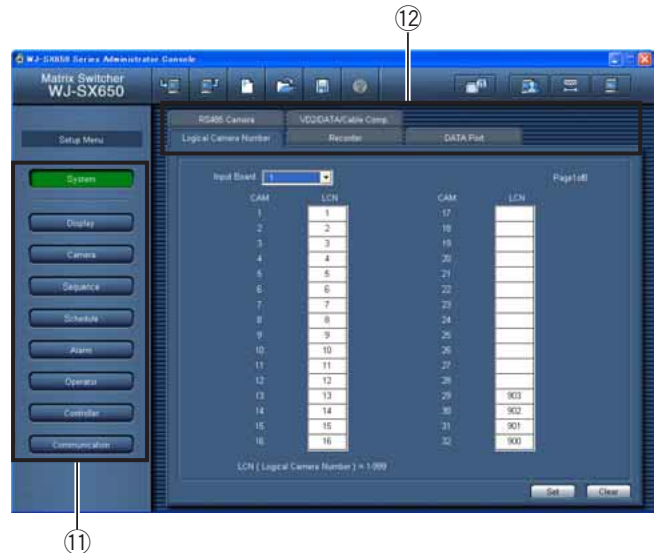 ⑫
WJ-SX650 Series Administrator Console
Matrix Switcher
WJ-SX650
Setup Menu
System
Display
Camera
Sequence
Schedule
Alarm
Operator
Controller
Communication
RS485 Camera VD2/DATA/Cable Comp.
Logical Camera Number Recorder DATA Port
Input Board 1 Page1of8
CAM LCN CAM LCN
1 1 17
2 2 18
3 3 19
4 4 20
5 5 21
6 6 22
7 7 23
8 8 24
9 9 25
10 10 26
11 11 27
12 12 28
13 13 29 903
14 14 30 902
15 15 31 901
16 16 32 900
LCN ( Logical Camera Number ) = 1-999
Set Clear
⑪